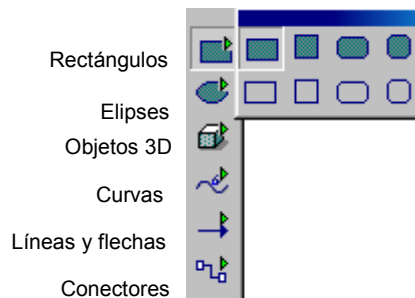 Rectángulos
Elipses
Objetos 3D
Curvas
Líneas y flechas
Conectores